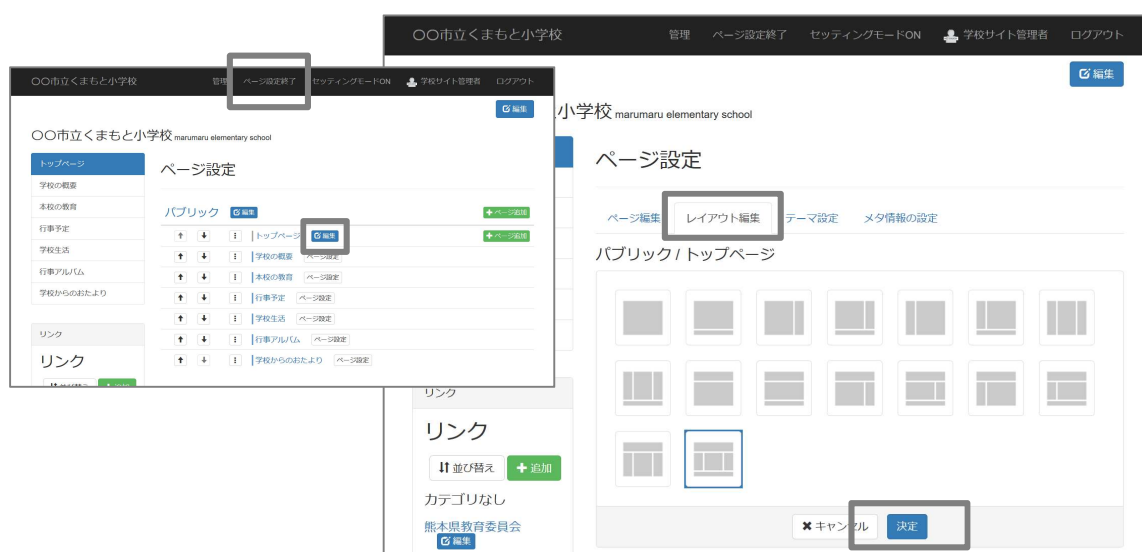 〇〇市立くまもと小学校 管理 ページ設定終了 セッティングモードON 学校サイト管理者 ログアウト
編集
〇〇市立くまもと小学校 marumaru elementary school
トップページ
学校の概要
本校の教育
行事予定
学校生活
行事アルバム
学校からのおたより
リンク
リンク
ページ設定
パブリック 編集 ページ追加
トップページ 編集 ページ追加
学校の概要 ページ設定
本校の教育 ページ設定
行事予定 ページ設定
学校生活 ページ設定
行事アルバム ページ設定
学校からのおたより ページ設定
〇〇市立くまもと小学校 管理 ページ設定終了 セッティングモードON 学校サイト管理者 ログアウト
編集
小学校 marumaru elementary school
ページ設定
ページ編集 レイアウト編集 テーマ設定 メタ情報の設定
パブリック / トップページ
キャンセル 決定
リンク
リンク
並び替え 追加
カテゴリなし
熊本県教育委員会
編集